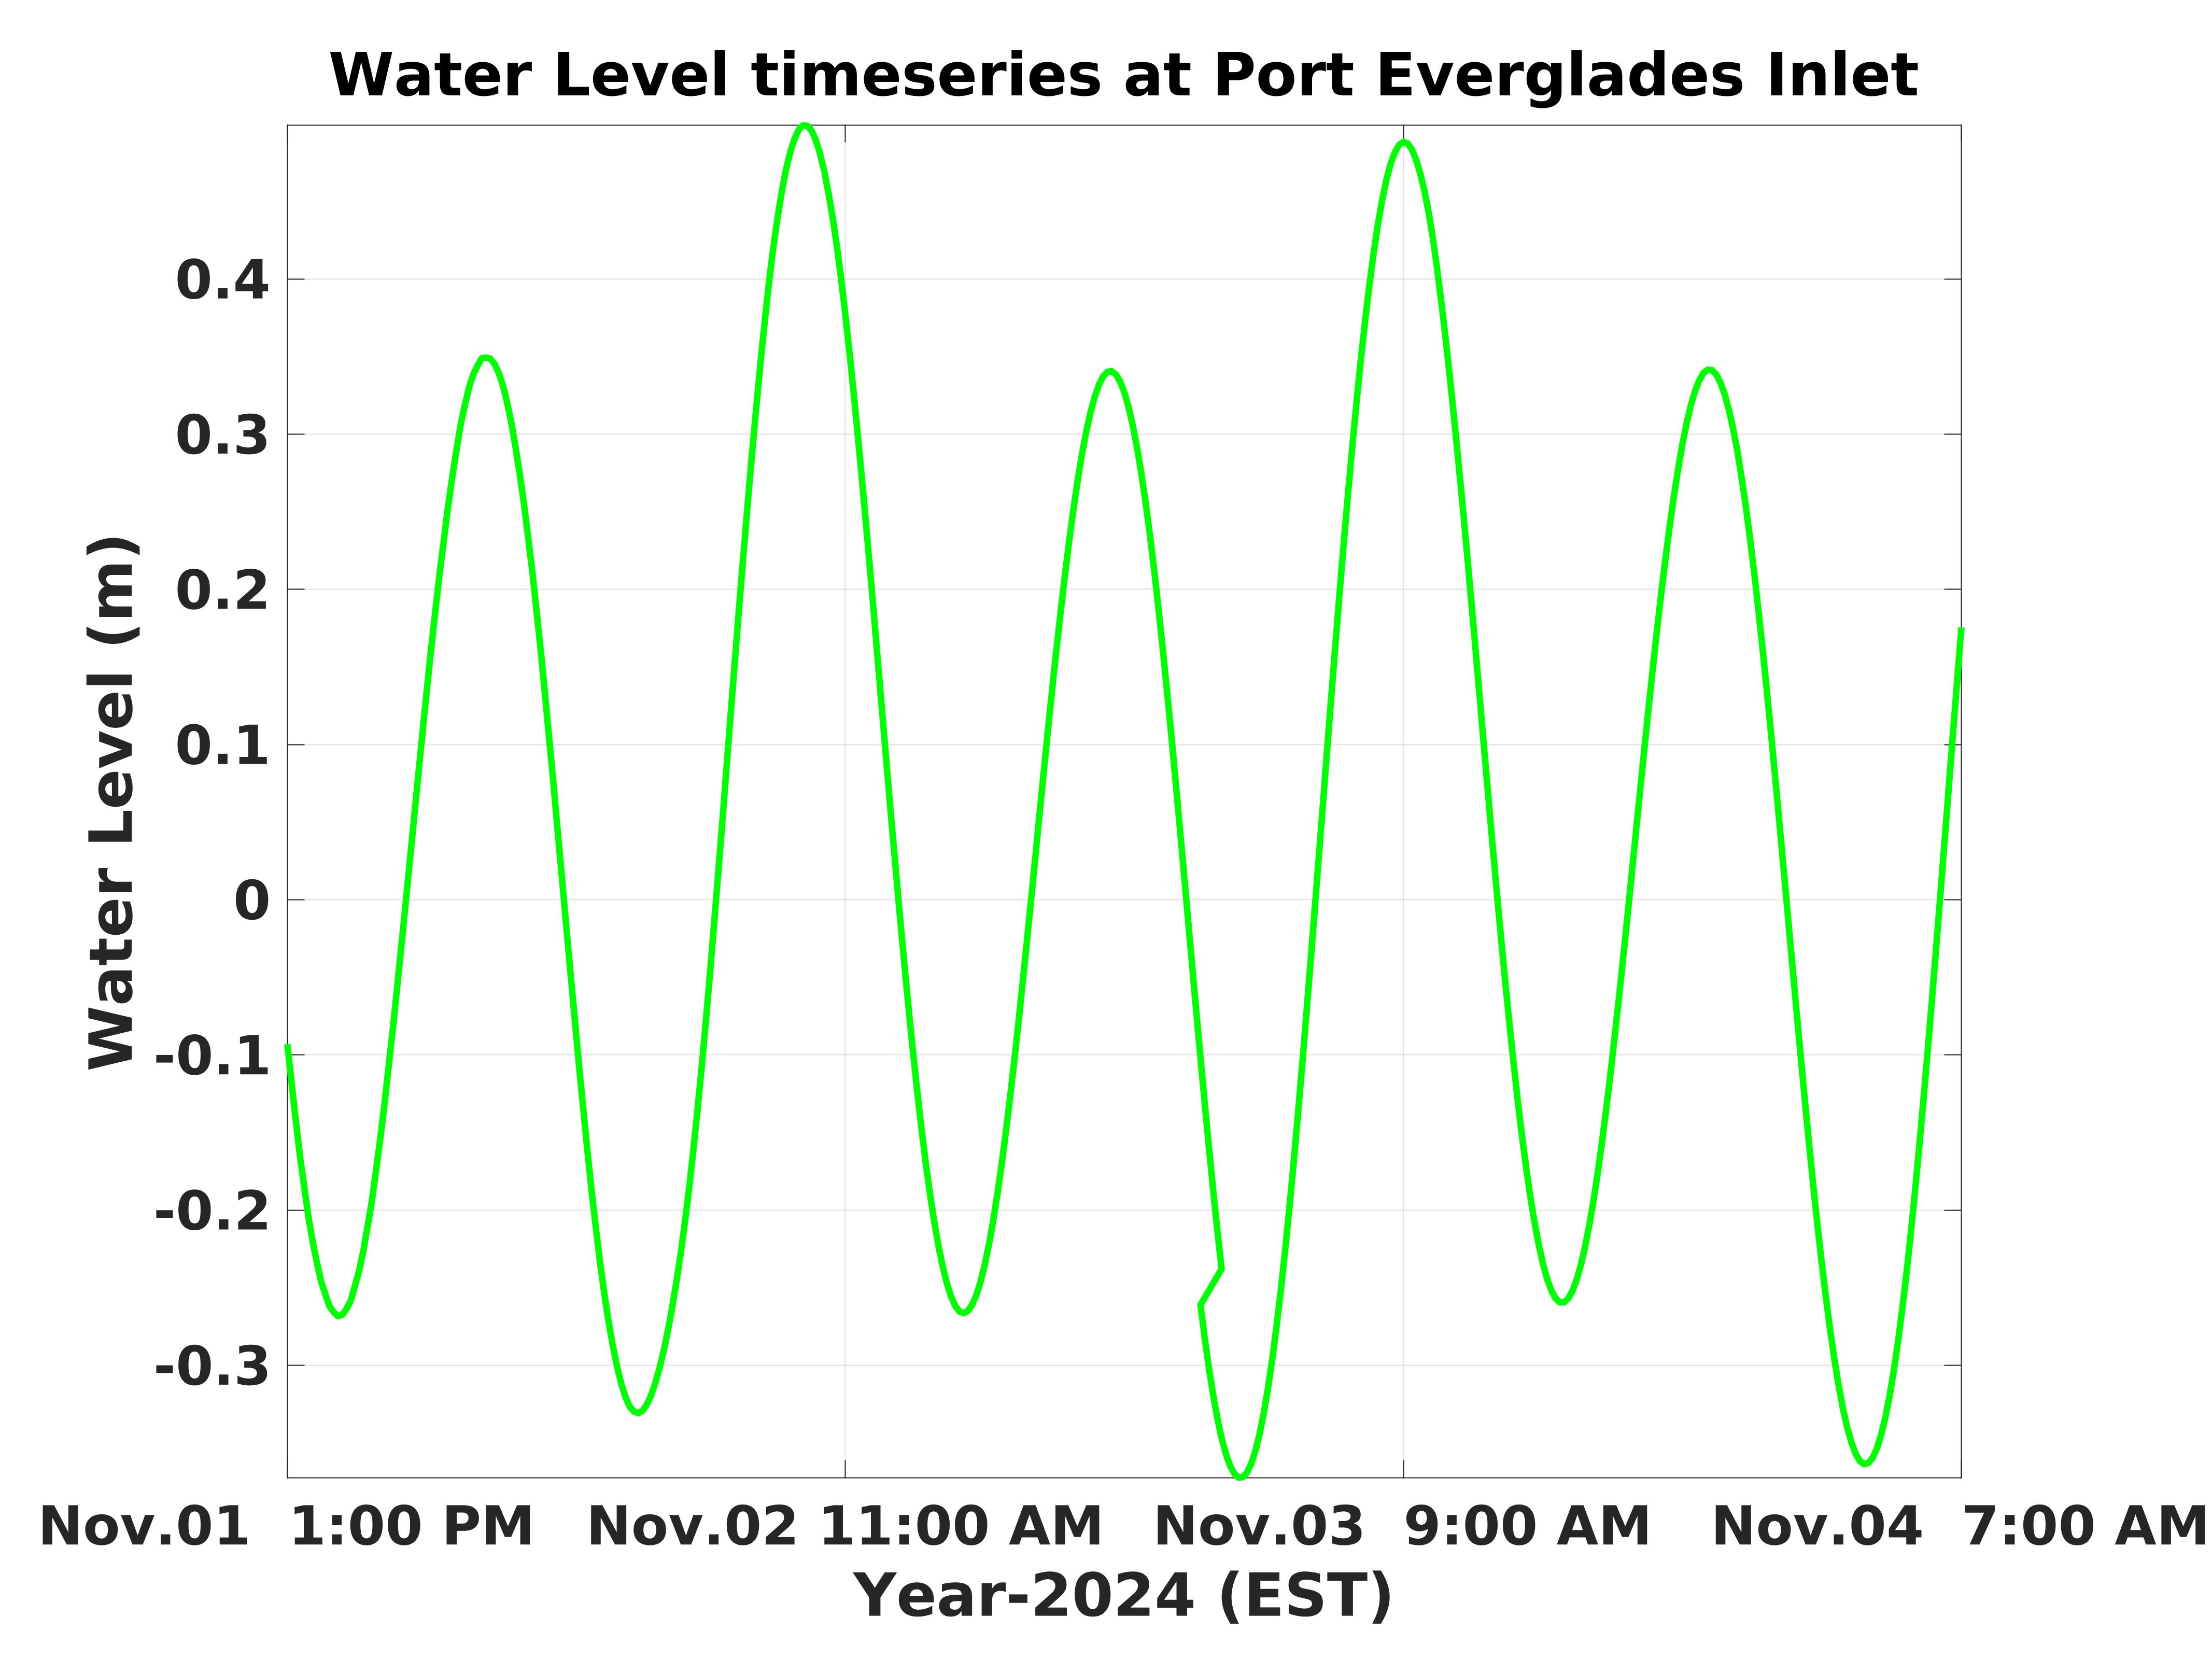 Water Level timeseries at Port Everglades Inlet
Water Level (m)
0.4
0.3
0.2
0.1
0
-0.1
-0.2
-0.3
Nov.01 1:00 PM Nov.02 11:00 AM Nov.03 9:00 AM Nov.04 7:00 AM
Year-2024 (EST)